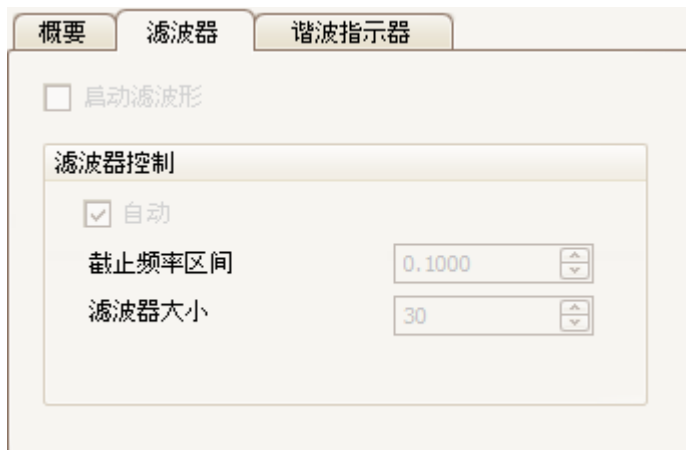 概要 滤波器 谐波指示器
启动滤波形
滤波器控制
自动
截止频率区间 0.1000
滤波器大小 30